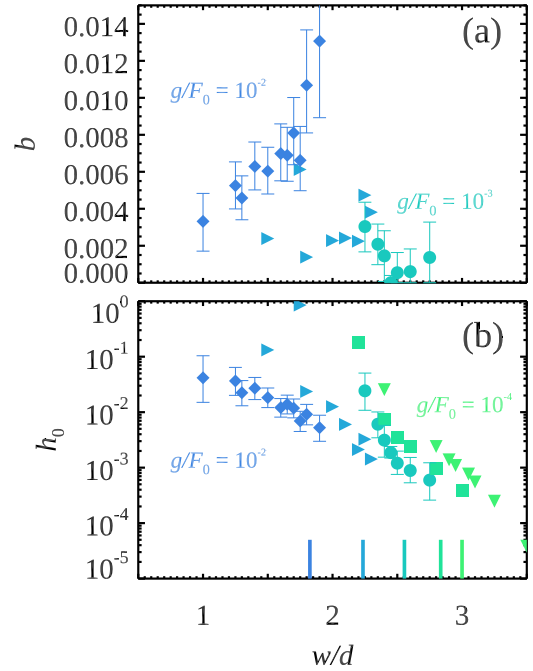 0.014
(a)
0.012
g/F₀ = 10⁻²
0.010
b
0.008
0.006
g/F₀ = 10⁻³
0.004
0.002
0.000
10⁰
(b)
10⁻¹
g/F₀ = 10⁻⁴
10⁻²
h₀
g/F₀ = 10⁻²
10⁻³
10⁻⁴
10⁻⁵
1 2 3
w/d